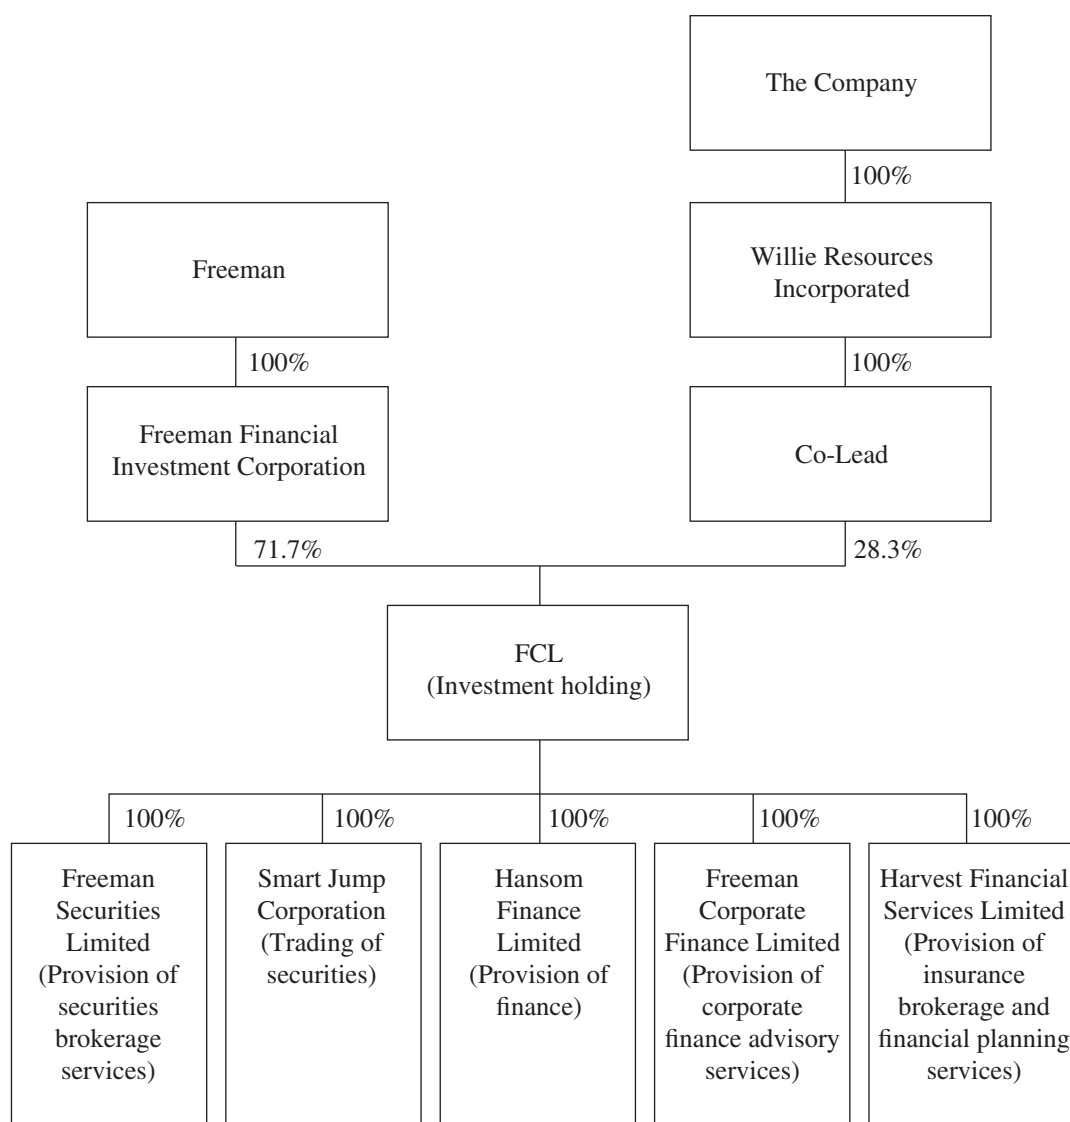 The Company
100%
Freeman
Willie Resources
Incorporated
100%
100%
Freeman Financial
Investment Corporation
Co-Lead
71.7%
28.3%
FCL
(Investment holding)
100%
100%
100%
100%
100%
Freeman
Securities
Limited
(Provision of
securities
brokerage
services)
Smart Jump
Corporation
(Trading of
securities)
Hansom
Finance
Limited
(Provision of
finance)
Freeman
Corporate
Finance Limited
(Provision of
corporate
finance advisory
services)
Harvest Financial
Services Limited
(Provision of
insurance
brokerage and
financial planning
services)